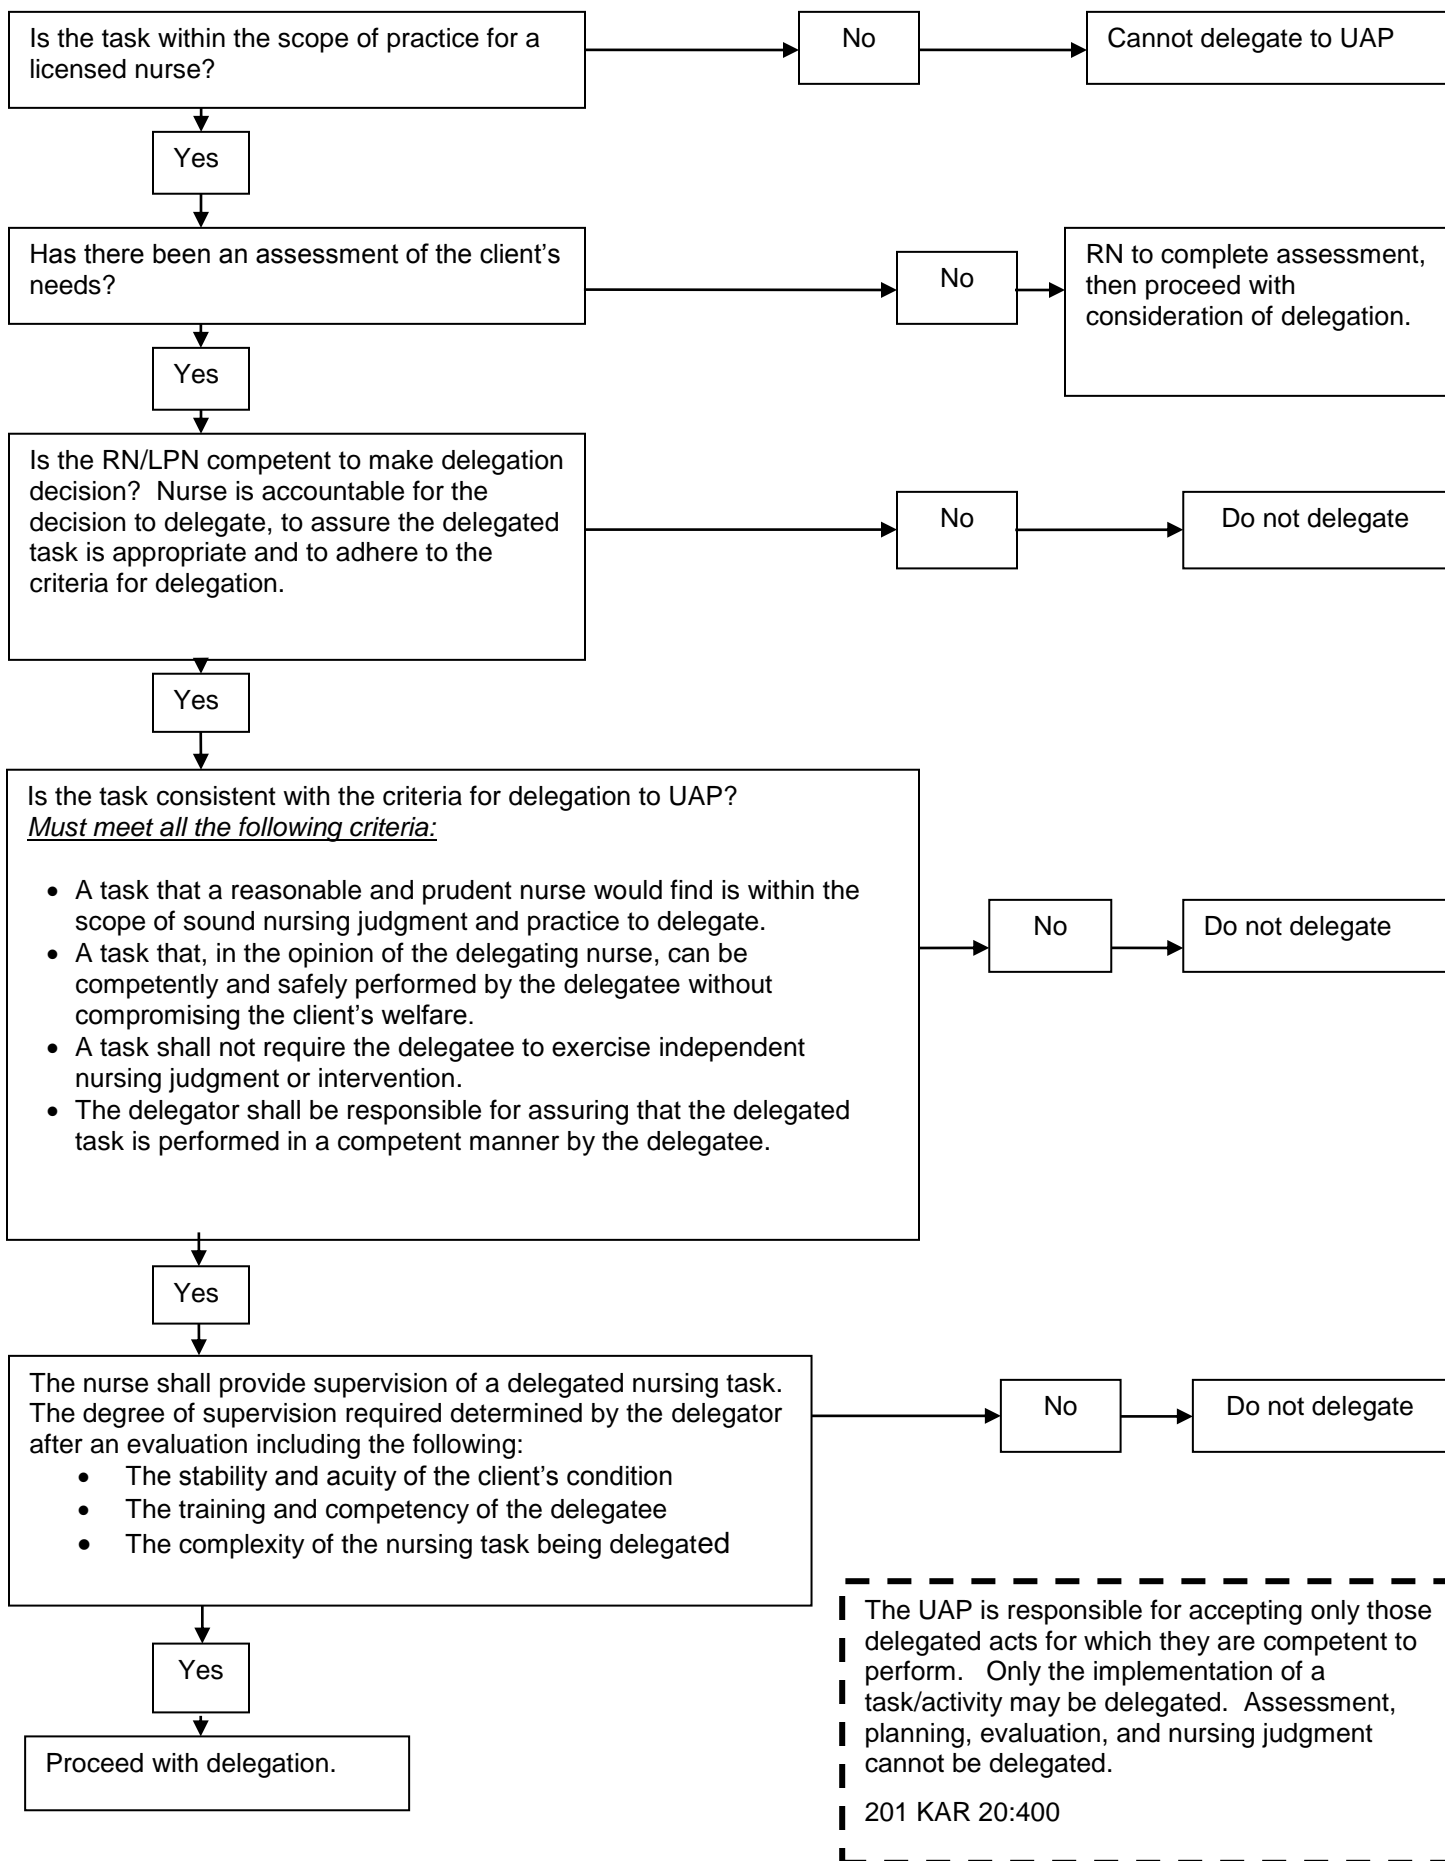 Is the task within the scope of practice for a
licensed nurse?
No
Cannot delegate to UAP
Yes
Has there been an assessment of the client's
needs?
No
RN to complete assessment,
then proceed with
consideration of delegation.
Yes
Is the RN/LPN competent to make delegation
decision?  Nurse is accountable for the
decision to delegate, to assure the delegated
task is appropriate and to adhere to the
criteria for delegation.
No
Do not delegate
Yes
Is the task consistent with the criteria for delegation to UAP?
Must meet all the following criteria:
• A task that a reasonable and prudent nurse would find is within the
scope of sound nursing judgment and practice to delegate.
• A task that, in the opinion of the delegating nurse, can be
competently and safely performed by the delegatee without
compromising the client's welfare.
• A task shall not require the delegatee to exercise independent
nursing judgment or intervention.
• The delegator shall be responsible for assuring that the delegated
task is performed in a competent manner by the delegatee.
No
Do not delegate
Yes
The nurse shall provide supervision of a delegated nursing task.
The degree of supervision required determined by the delegator
after an evaluation including the following:
• The stability and acuity of the client's condition
• The training and competency of the delegatee
• The complexity of the nursing task being delegated
No
Do not delegate
Yes
Proceed with delegation.
The UAP is responsible for accepting only those
delegated acts for which they are competent to
perform.   Only the implementation of a
task/activity may be delegated.  Assessment,
planning, evaluation, and nursing judgment
cannot be delegated.
201 KAR 20:400